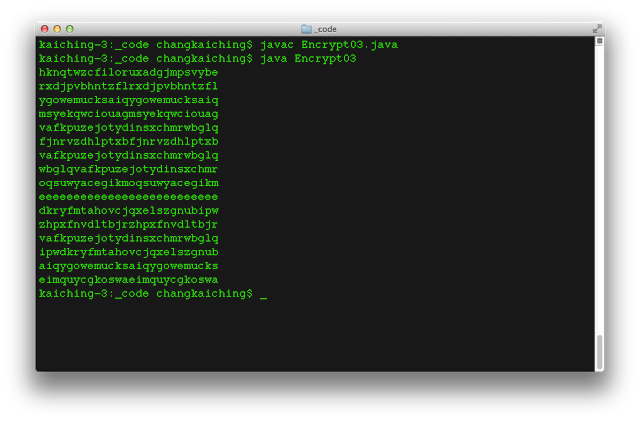 _code
kaiching-3:_code changkaiching$ javac Encrypt03.java
kaiching-3:_code changkaiching$ java Encrypt03
hknqtwzcfiloruxadgjmpsvybe
rxdjpvbhntzflrxdjpvbhntzfl
ygowemucksaiqygowemucksaiq
msyekqwciouagmsyekqwciouag
vafkpuzejotydinsxchmrwbglq
fjnrvzdhlptxbfjnrvzdhlptxb
vafkpuzejotydinsxchmrwbglq
wbglqvafkpuzejotydinsxchmr
oqsuwyacegikmoqsuwyacegikm
eeeeeeeeeeeeeeeeeeeeeeeeee
dkryfmtahovcjqxelszgnubipw
zhpxfnvdltbjrzhpxfnvdltbjr
vafkpuzejotydinsxchmrwbglq
ipwdkryfmtahovcjqxelszgnub
aiqygowemucksaiqygowemucks
eimquycgkoswaeimquycgkoswa
kaiching-3:_code changkaiching$ _